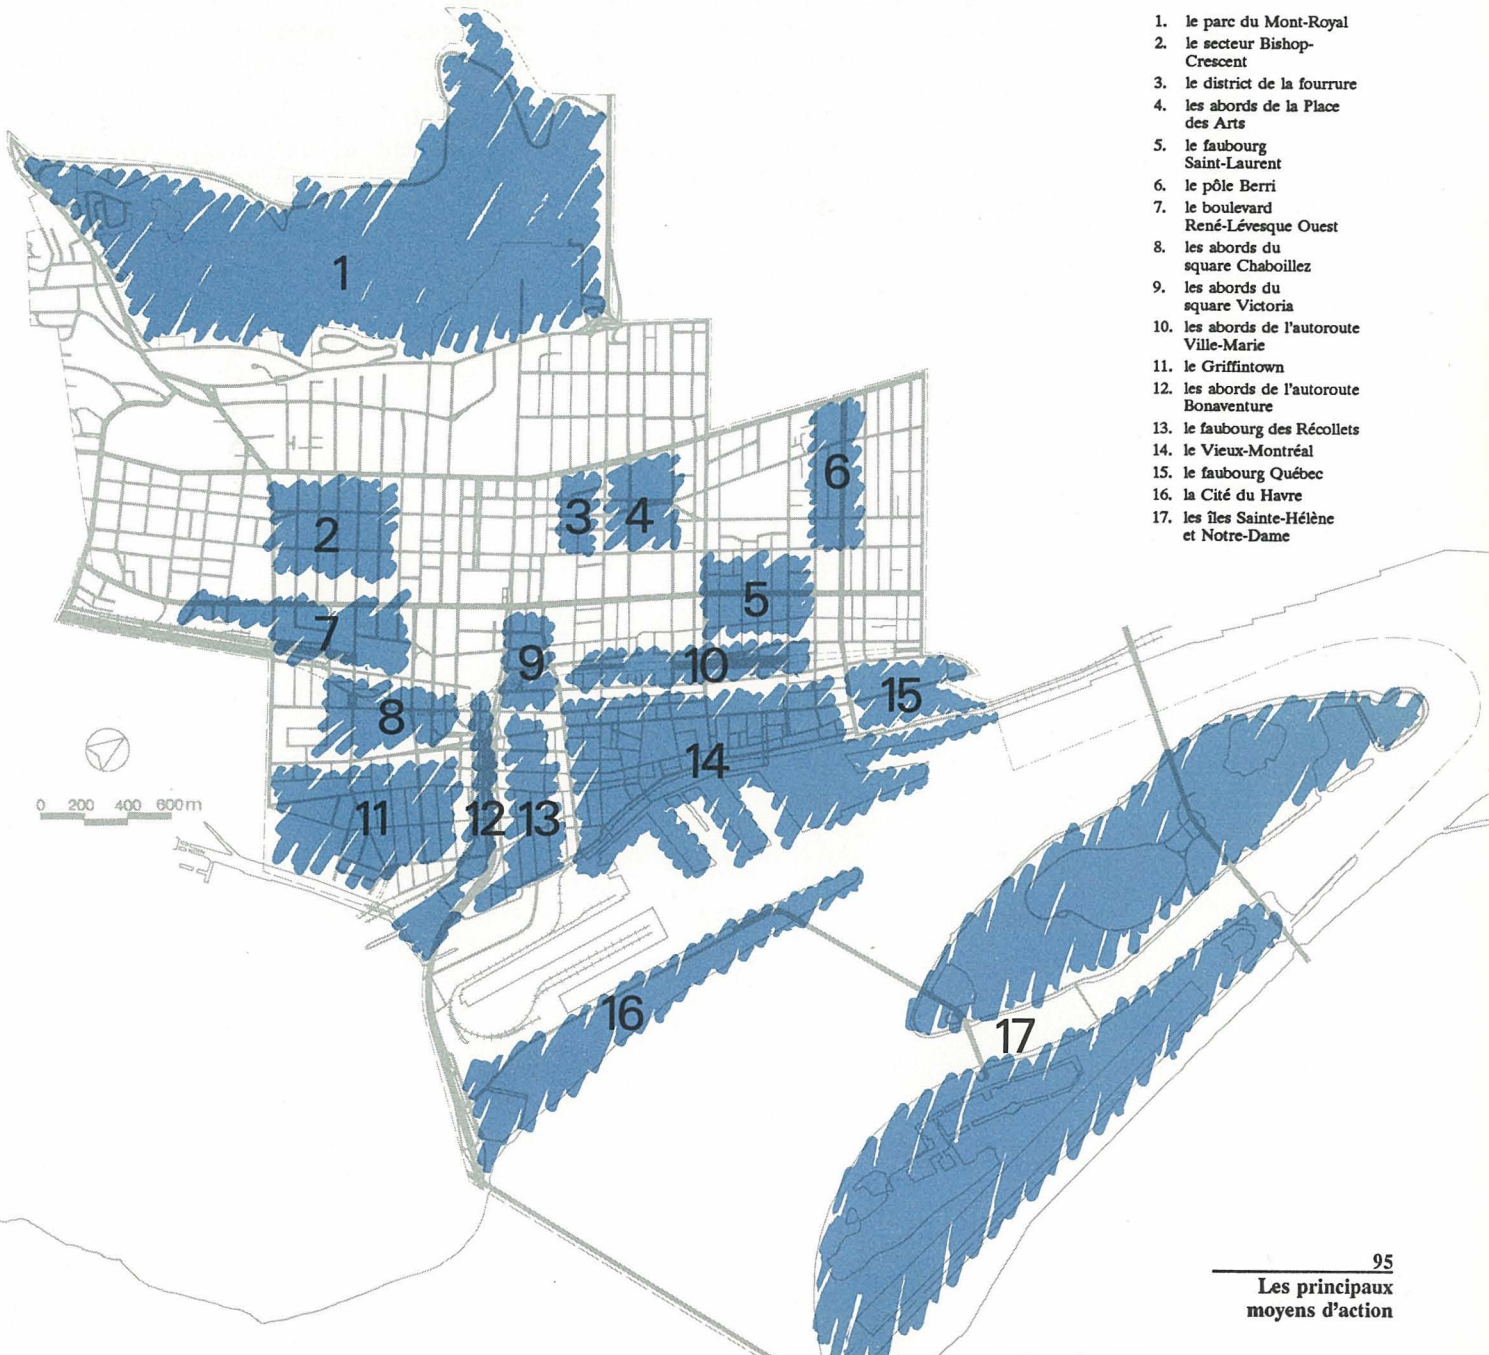 1. le parc du Mont-Royal
2. le secteur Bishop-
Crescent
3. le district de la fourrure
4. les abords de la Place
des Arts
5. le faubourg
Saint-Laurent
6. le pôle Berri
7. le boulevard
René-Lévesque Ouest
8. les abords du
square Chaboillez
9. les abords du
square Victoria
10. les abords de l'autoroute
Ville-Marie
11. le Griffintown
12. les abords de l'autoroute
Bonaventure
13. le faubourg des Récollets
14. le Vieux-Montréal
15. le faubourg Québec
16. la Cité du Havre
17. les îles Sainte-Hélène
et Notre-Dame
1
2
3
4
6
5
7
9
10
8
15
14
11
12
13
16
17
0 200 400 600m
95
Les principaux
moyens d'action